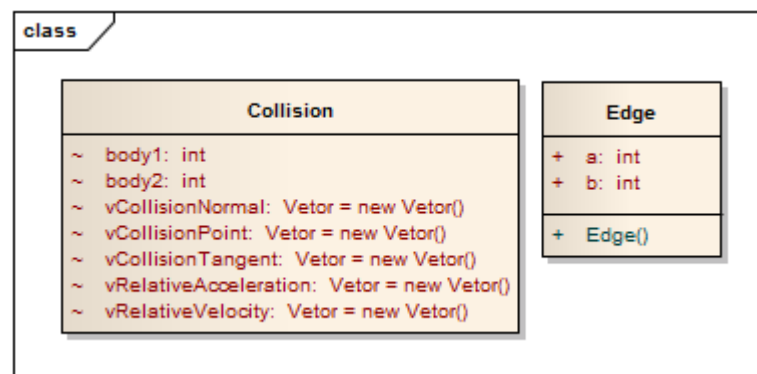 class
Collision
~ body1: int
~ body2: int
~ vCollisionNormal: Vetor = new Vetor()
~ vCollisionPoint: Vetor = new Vetor()
~ vCollisionTangent: Vetor = new Vetor()
~ vRelativeAcceleration: Vetor = new Vetor()
~ vRelativeVelocity: Vetor = new Vetor()
Edge
+ a: int
+ b: int
+ Edge()